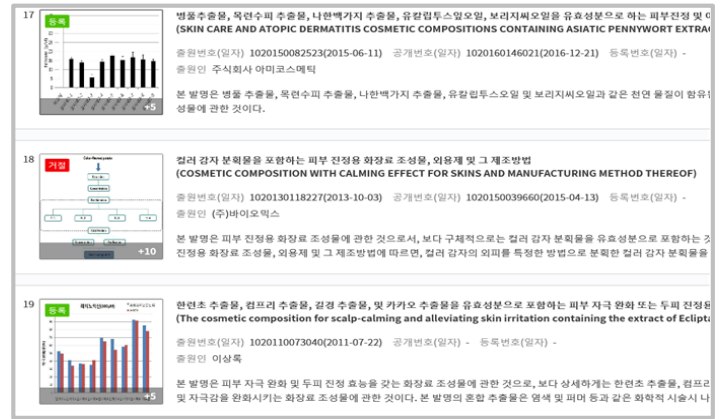 17
등록
+5
병풀추출물, 목련수피 추출물, 나한백가지 추출물, 유칼립투스잎오일, 보리지씨오일을 유효성분으로 하는 피부진정 및
(SKIN CARE AND ATOPIC DERMATITIS COSMETIC COMPOSITIONS CONTAINING ASIATIC PENNYWORT EXTRA
출원번호(일자) 1020150082523(2015-06-11) 공개번호(일자) 1020160146021(2016-12-21) 등록번호(일자) -
출원인 주식회사 아미코스메틱
본 발명은 병풀 추출물, 목련수피 추출물, 나한백가지 추출물, 유칼립투스오일 및 보리지씨오일과 같은 천연 물질이 함유
성물에 관한 것이다.
18
거절
+10
컬러 감자 분획물을 포함하는 피부 진정용 화장료 조성물, 외용제 및 그 제조방법
(COSMETIC COMPOSITION WITH CALMING EFFECT FOR SKINS AND MANUFACTURING METHOD THEREOF)
출원번호(일자) 1020130118227(2013-10-03) 공개번호(일자) 1020150039660(2015-04-13) 등록번호(일자) -
출원인 (주)바이오믹스
본 발명은 피부 진정용 화장료 조성물에 관한 것으로서, 보다 구체적으로는 컬러 감자 분획물을 유효성분으로 포함하는
진정용 화장료 조성물, 외용제 및 그 제조방법에 따르면, 컬러 감자의 외피를 특정한 방법으로 분획한 컬러 감자 분획물을
19
등록
+5
한련초 추출물, 컴프리 추출물, 길경 추출물, 및 카카오 추출물을 유효성분으로 포함하는 피부 자극 완화 또는 두피 진정용
(The cosmetic composition for scalp-calming and alleviating skin irritation containing the extract of Eclipta
출원번호(일자) 1020110073040(2011-07-22) 공개번호(일자) - 등록번호(일자) -
출원인 이상록
본 발명은 피부 자극 완화 및 두피 진정 효능을 갖는 화장료 조성물에 관한 것으로, 보다 상세하게는 한련초 추출물, 컴프리
및 자극감을 완화시키는 화장료 조성물에 관한 것이다. 본 발명의 혼합 추출물은 염색 및 퍼머 등과 같은 화학적 시술시 나